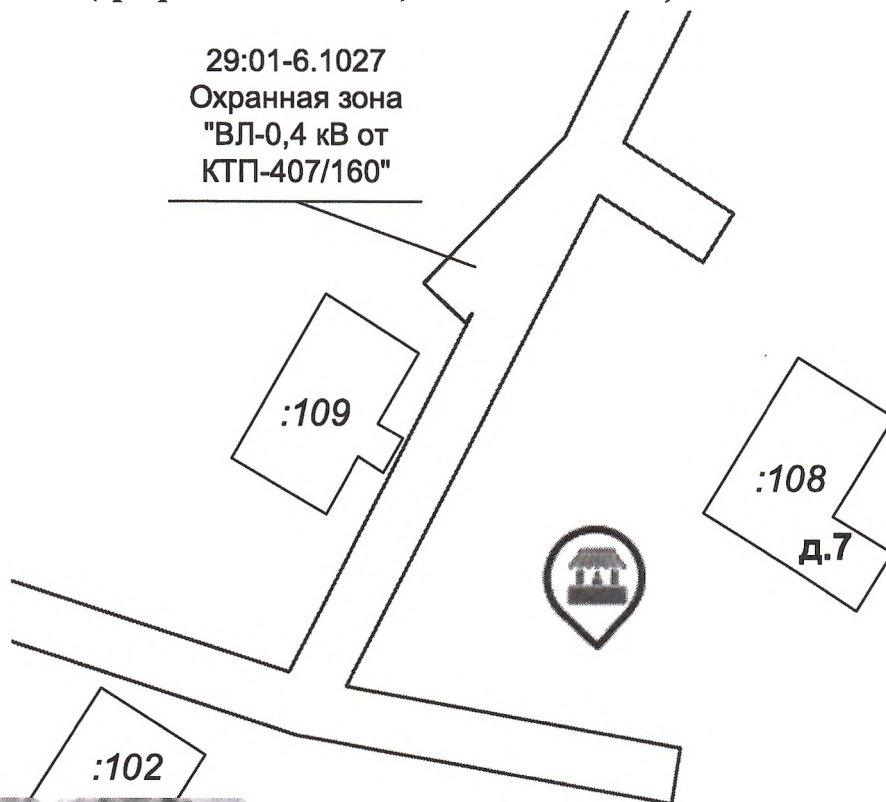 29:01-6.1027
Охранная зона
"ВЛ-0,4 кВ от
КТП-407/160"
:109
:108
д.7
:102